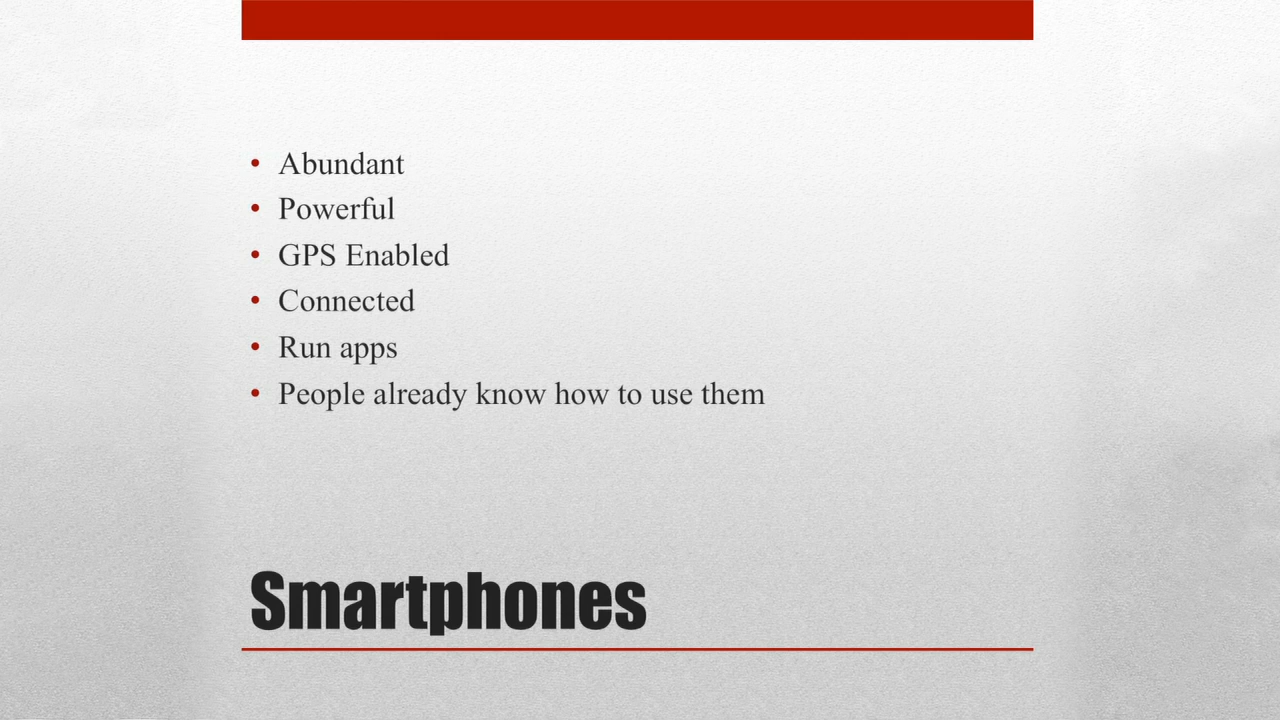 • Abundant
• Powerful
• GPS Enabled
• Connected
• Run apps
• People already know how to use them
Smartphones